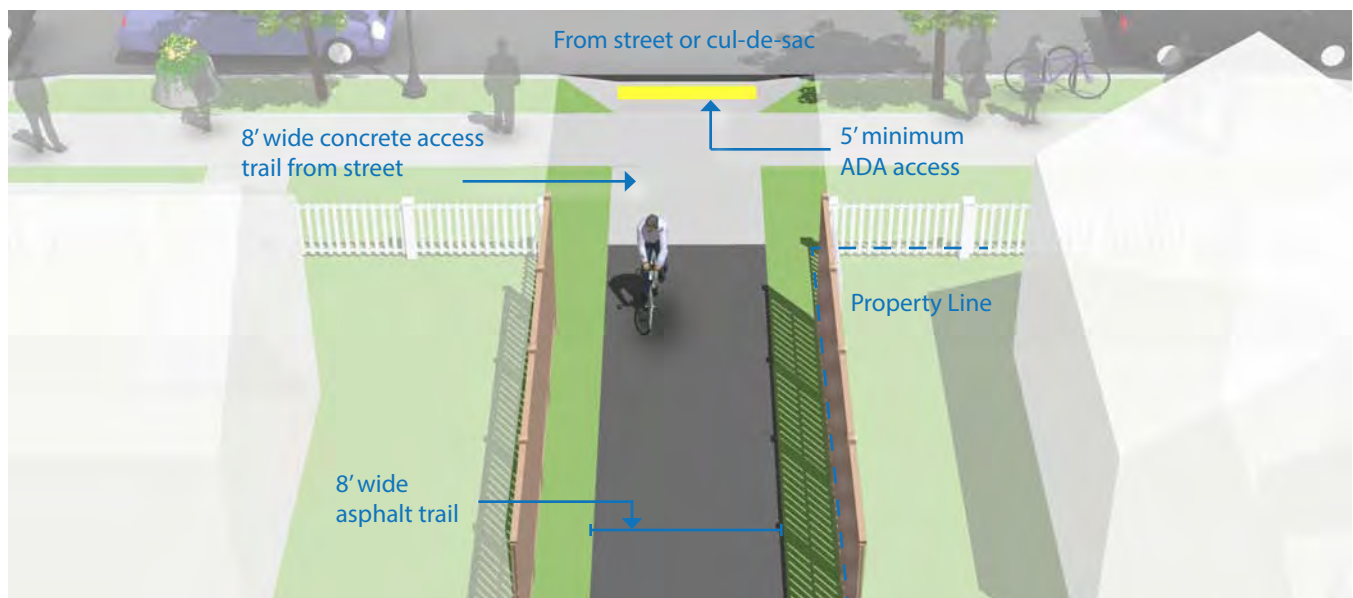 From street or cul-de-sac
8' wide concrete access
trail from street
5' minimum
ADA access
Property Line
8' wide
asphalt trail